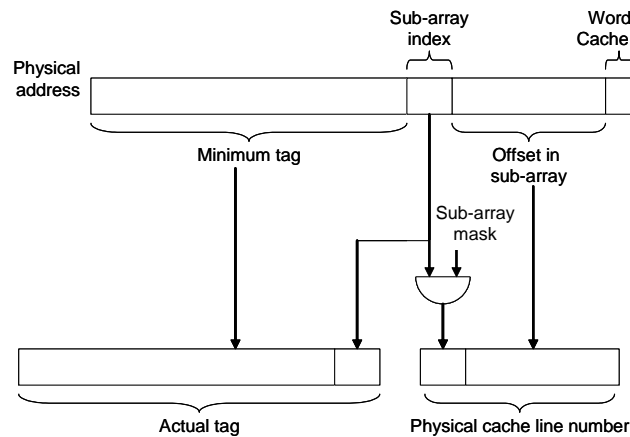 Sub-array
index
Word
Cache
Physical
address
Minimum tag
Offset in
sub-array
Sub-array
mask
Actual tag
Physical cache line number